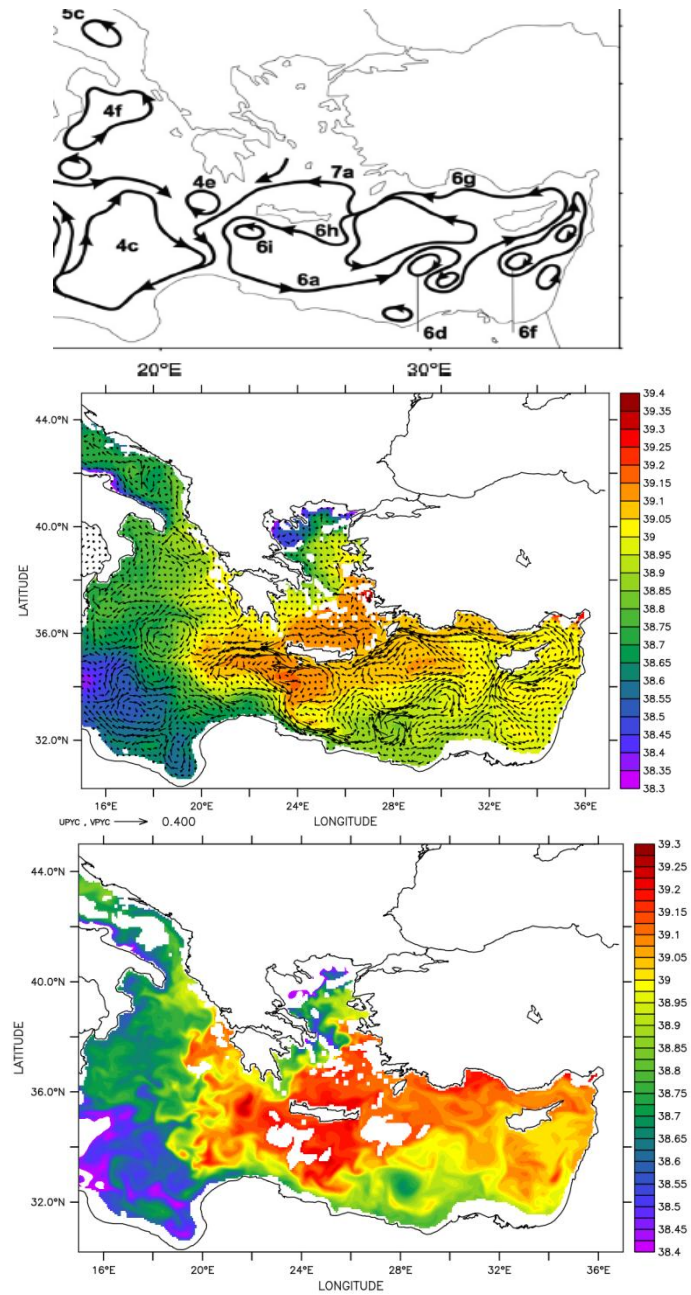 5c
4f
4e
7a
6g
4c
6i
6h
6a
6d
6f
20°E
30°E
44.0°N
40.0°N
36.0°N
32.0°N
LATITUDE
16°E 20°E 24°E 28°E 32°E 36°E
UPYC , VPYC 0.400 LONGITUDE
39.4
39.35
39.3
39.25
39.2
39.15
39.1
39.05
39
38.95
38.9
38.85
38.8
38.75
38.7
38.65
38.6
38.55
38.5
38.45
38.4
38.35
38.3
44.0°N
40.0°N
36.0°N
32.0°N
LATITUDE
16°E 20°E 24°E 28°E 32°E 36°E
LONGITUDE
39.3
39.25
39.2
39.15
39.1
39.05
39
38.95
38.9
38.85
38.8
38.75
38.7
38.65
38.6
38.55
38.5
38.45
38.4